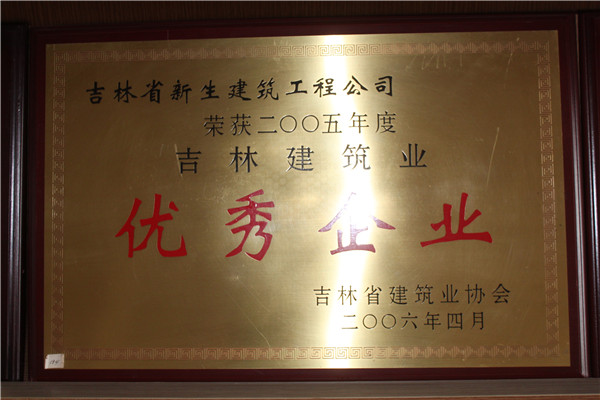 吉林省新生建筑工程公司
荣获二〇〇五年度
吉林建筑业
优秀企业
吉林省建筑业协会
二〇〇六年四月